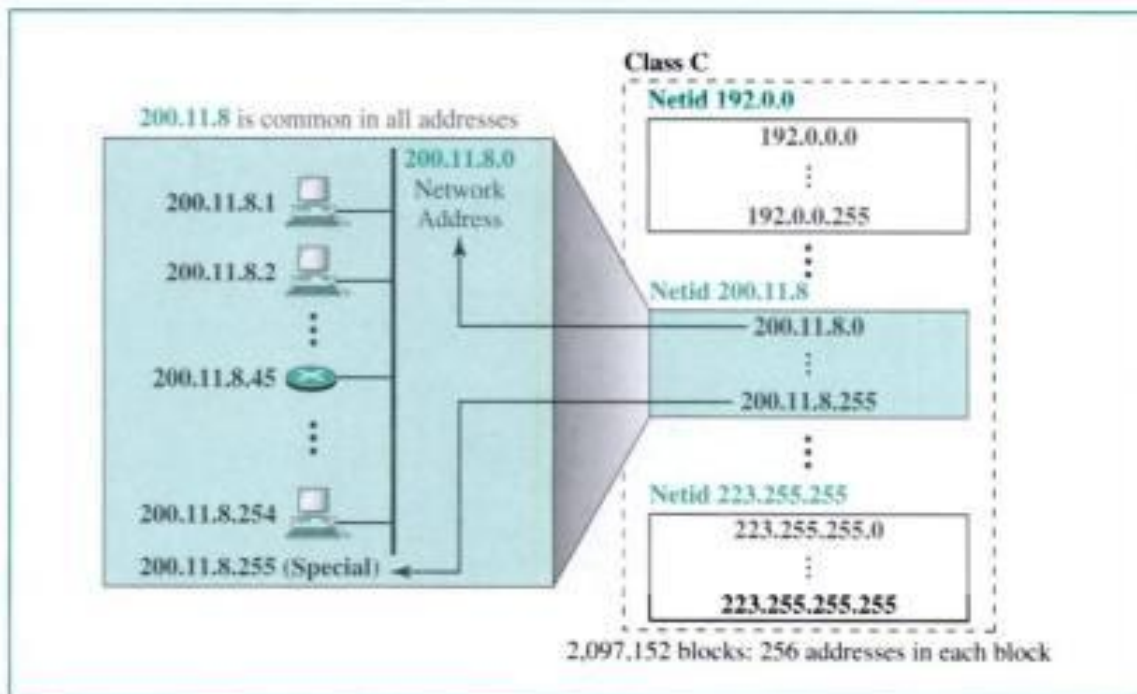 Class C
Netid 192.0.0
192.0.0.0
192.0.0.255
Netid 200.11.8
200.11.8.0
200.11.8.255
Netid 223.255.255
223.255.255.0
223.255.255.255
2,097,152 blocks: 256 addresses in each block
200.11.8 is common in all addresses
200.11.8.0
Network
Address
200.11.8.1
200.11.8.2
200.11.8.45
200.11.8.254
200.11.8.255 (Special)